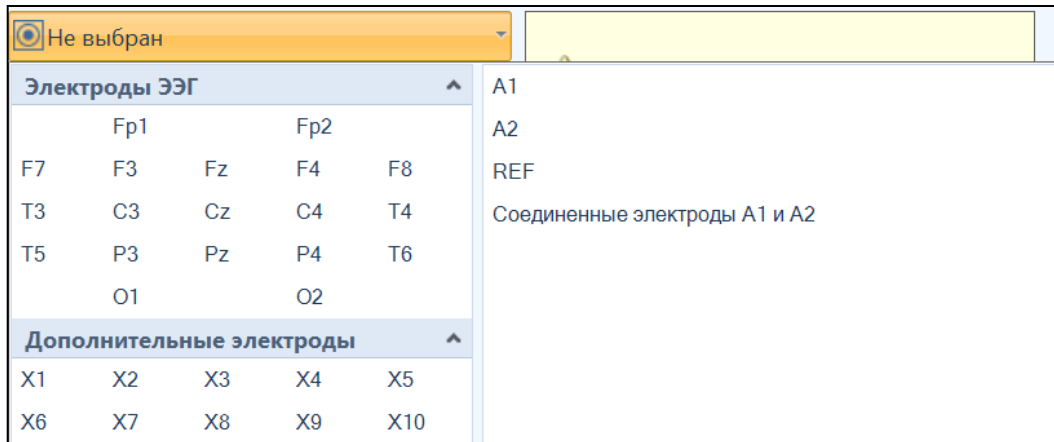 Не выбран
Электроды ЭЭГ
Fp1 Fp2
F7 F3 Fz F4 F8
T3 C3 Cz C4 T4
T5 P3 Pz P4 T6
O1 O2
Дополнительные электроды
X1 X2 X3 X4 X5
X6 X7 X8 X9 X10
A1
A2
REF
Соединенные электроды A1 и A2